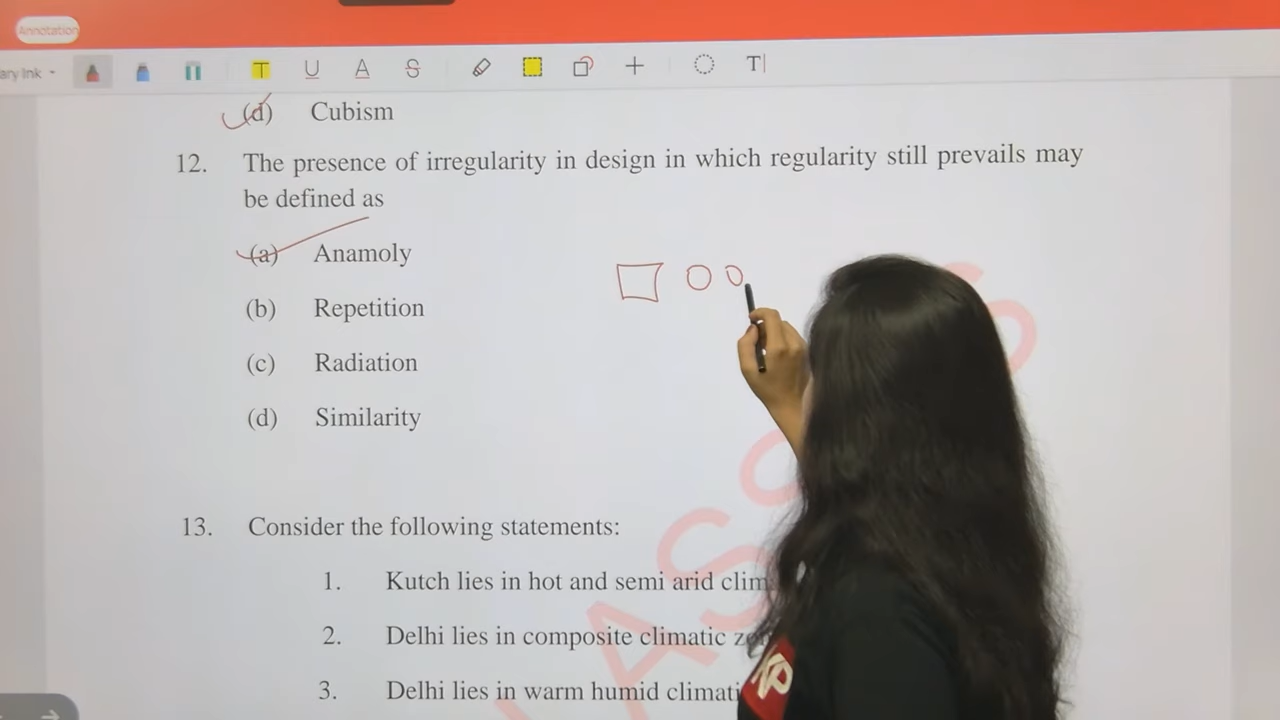 Annotation
ary Ink
(d) Cubism
12. The presence of irregularity in design in which regularity still prevails may
be defined as
(a) Anamoly
(b) Repetition
(c) Radiation
(d) Similarity
13. Consider the following statements:
1. Kutch lies in hot and semi arid clim
2. Delhi lies in composite climatic
3. Delhi lies in warm humid climati